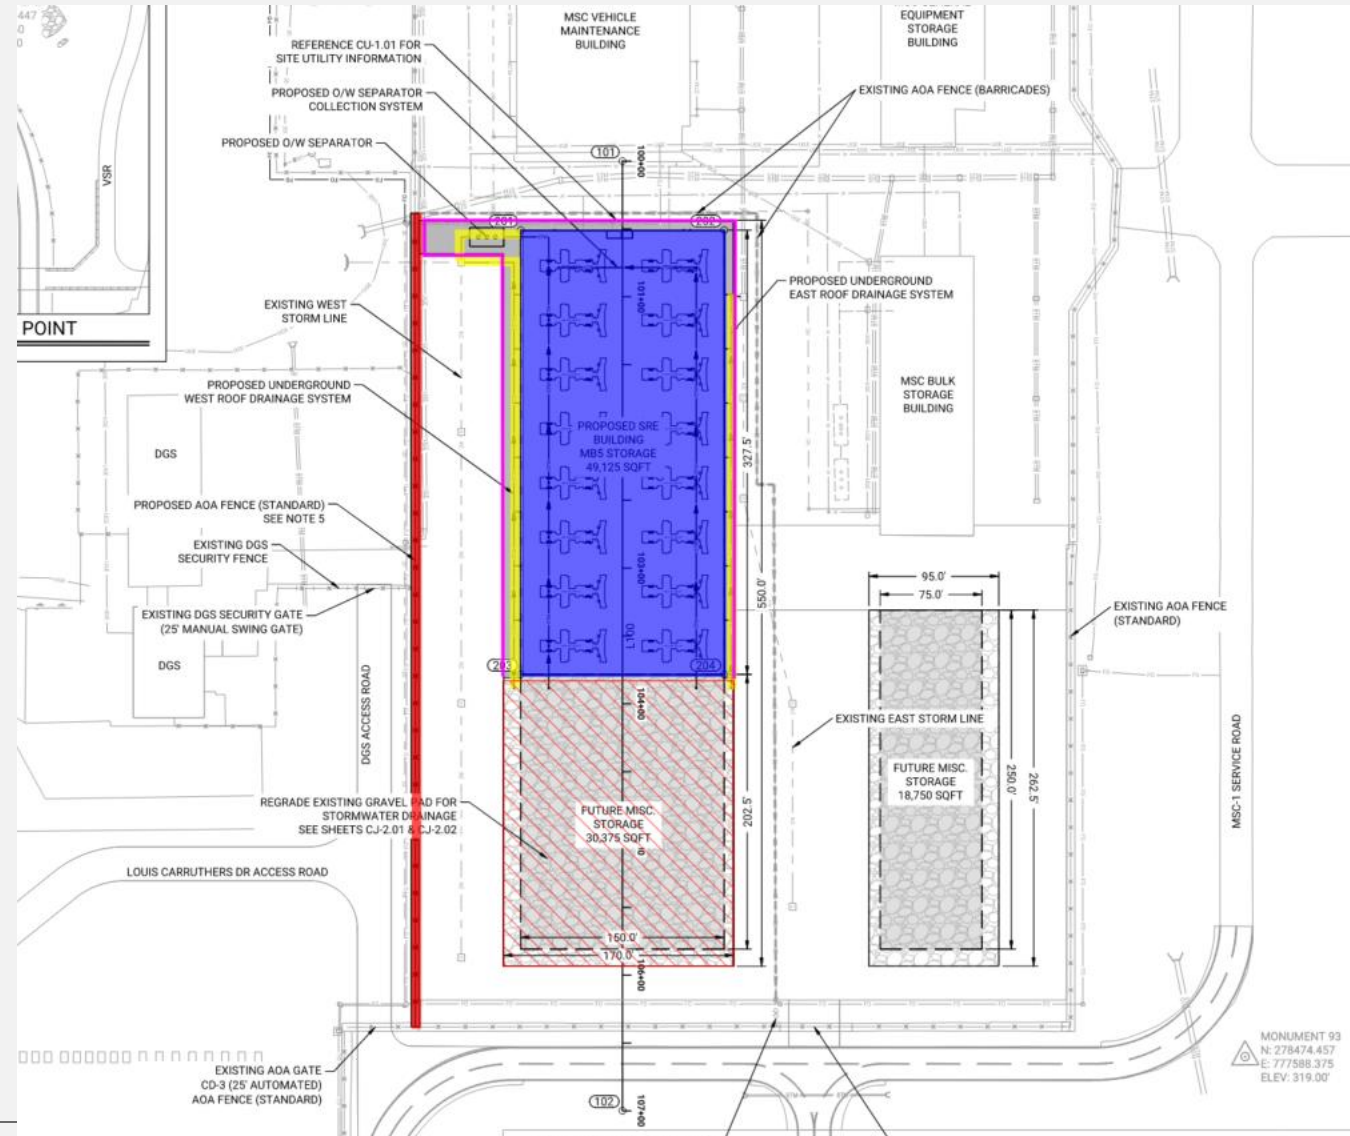 447
VSR
POINT
MSC VEHICLE
MAINTENANCE
BUILDING
EQUIPMENT
STORAGE
BUILDING
REFERENCE CU-1.01 FOR
SITE UTILITY INFORMATION
PROPOSED O/W SEPARATOR
COLLECTION SYSTEM
PROPOSED O/W SEPARATOR
EXISTING AOA FENCE (BARRICADES)
101
100+00
201
202
101+00
PROPOSED UNDERGROUND
EAST ROOF DRAINAGE SYSTEM
EXISTING WEST
STORM LINE
PROPOSED UNDERGROUND
WEST ROOF DRAINAGE SYSTEM
MSC BULK
STORAGE
BUILDING
PROPOSED SRE
BUILDING
MB5 STORAGE
49,125 SQFT
327.5'
DGS
PROPOSED AOA FENCE (STANDARD)
SEE NOTE 5
EXISTING DGS
SECURITY FENCE
103+00
550.0'
95.0'
75.0'
EXISTING DGS SECURITY GATE
(25' MANUAL SWING GATE)
EXISTING AOA FENCE
(STANDARD)
L100
DGS
203
204
DGS ACCESS ROAD
104+00
EXISTING EAST STORM LINE
MSC-1 SERVICE ROAD
FUTURE MISC.
STORAGE
18,750 SQFT
250.0'
262.5'
REGRADE EXISTING GRAVEL PAD FOR
STORMWATER DRAINAGE
SEE SHEETS CJ-2.01 & CJ-2.02
FUTURE MISC.
STORAGE
30,375 SQFT
202.5'
LOUIS CARRUTHERS DR ACCESS ROAD
150.0'
170.0'
106+00
EXISTING AOA GATE
CD-3 (25' AUTOMATED)
AOA FENCE (STANDARD)
102
107+00
MONUMENT 93
N: 278474.457
E: 777588.375
ELEV: 319.00'